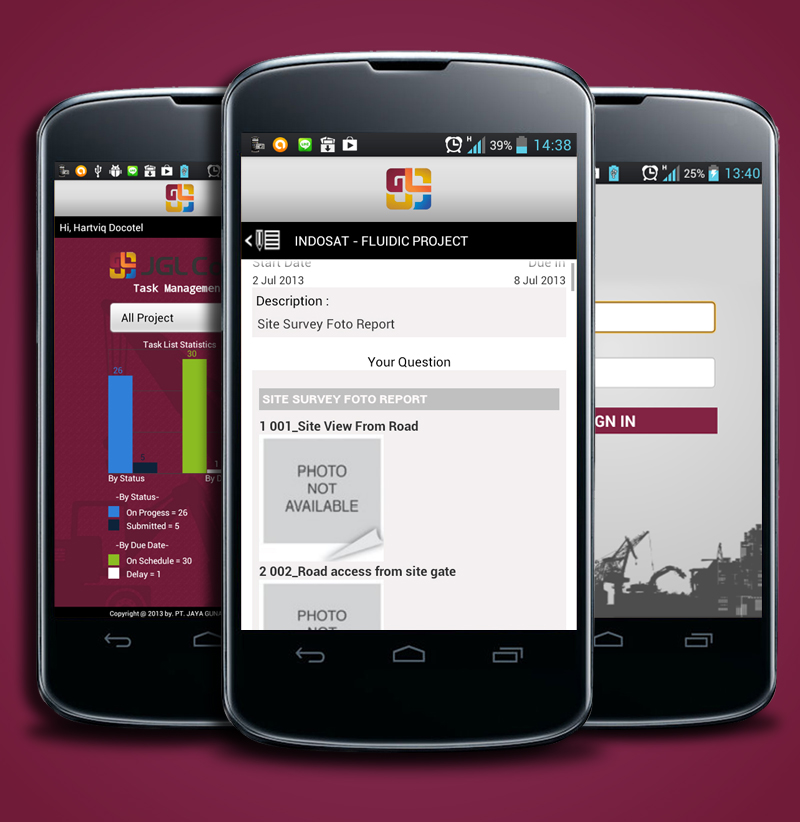 Hi, Hartviq Docotel
JGL
Task Managemen
All Project
Task List Statistics
30
26
5
1
By Status
By D
-By Status-
On Progess = 26
Submitted = 5
-By Due Date-
On Schedule = 30
Delay = 1
Copyright @ 2013 by. PT. JAYA GUNA
H
39%
14:38
INDOSAT - FLUIDIC PROJECT
Start Date
Due In
2 Jul 2013
8 Jul 2013
Description :
Site Survey Foto Report
Your Question
SITE SURVEY FOTO REPORT
1 001_Site View From Road
PHOTO
NOT
AVAILABLE
2 002_Road access from site gate
PHOTO
NOT
H
25%
13:40
GN IN